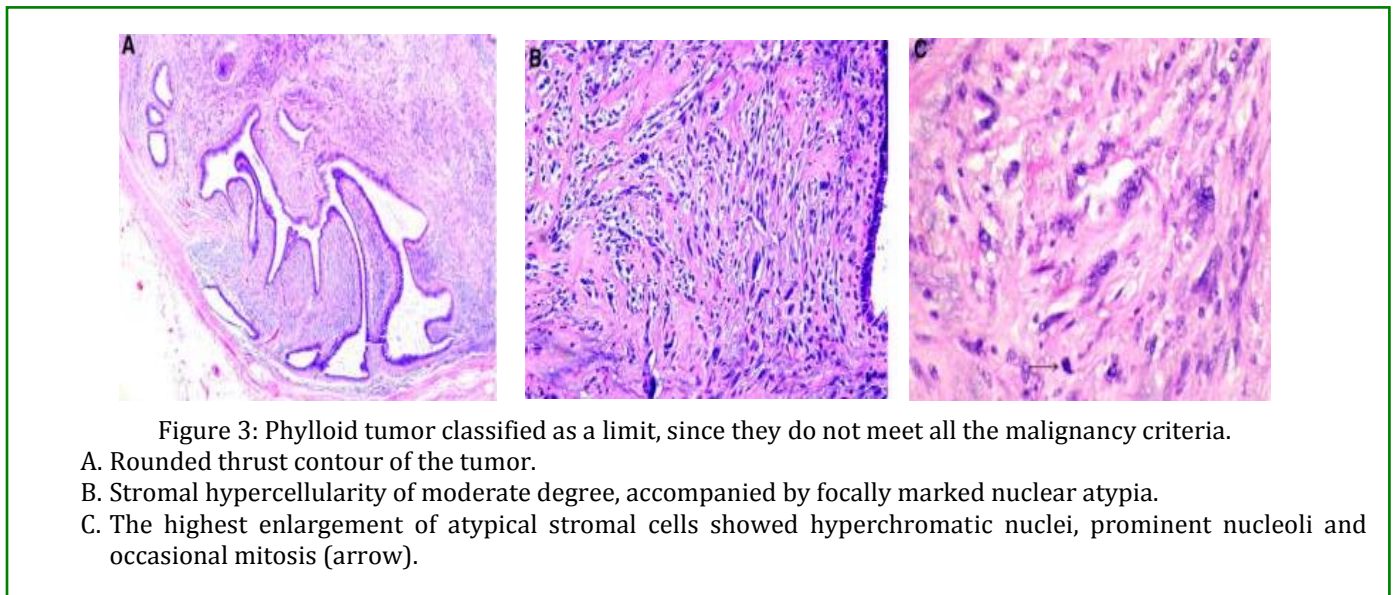 A
B
C
Figure 3: Phylloid tumor classified as a limit, since they do not meet all the malignancy criteria.
A. Rounded thrust contour of the tumor.
B. Stromal hypercellularity of moderate degree, accompanied by focally marked nuclear atypia.
C. The highest enlargement of atypical stromal cells showed hyperchromatic nuclei, prominent nucleoli and
occasional mitosis (arrow).